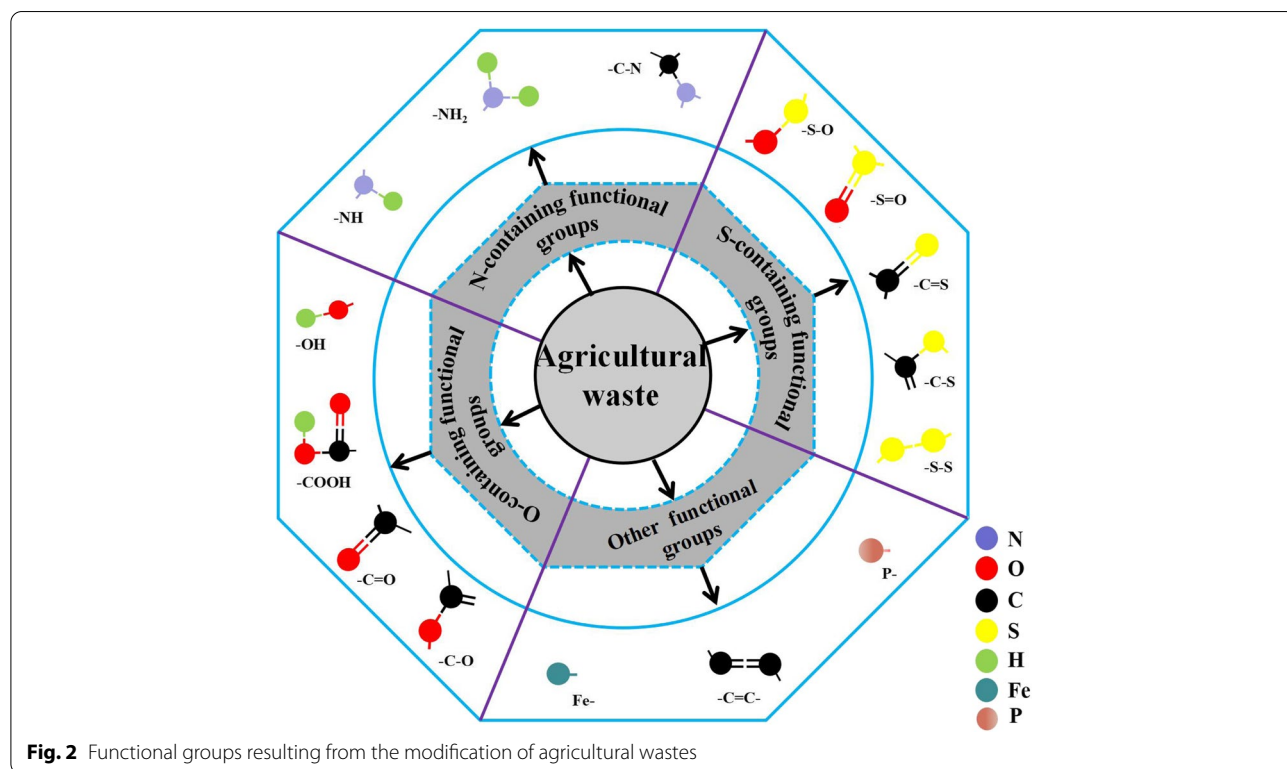 -C-N
-NH₂
-NH
-S-O
-S=O
-C=S
-C-S
-S-S
N-containing functional
groups
S-containing functional
groups
Agricultural
waste
O-containing functional
groups
Other functional
groups
-OH
-COOH
-C=O
-C-O
Fe-
-C=C-
P-
N
O
C
S
H
Fe
P
Fig. 2 Functional groups resulting from the modification of agricultural wastes